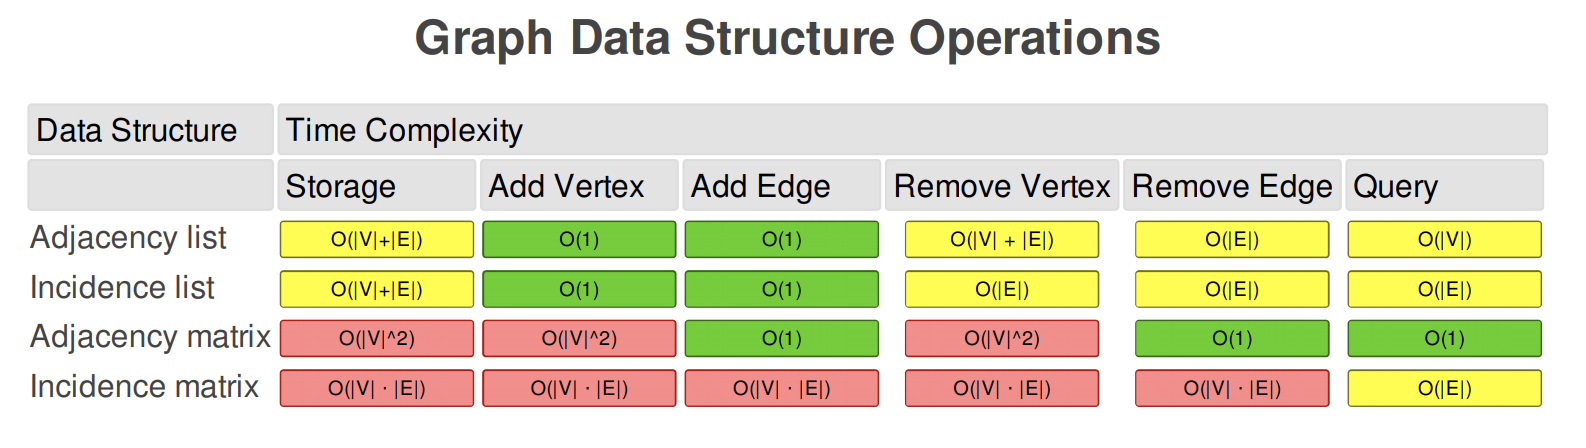 Graph Data Structure Operations
Data Structure Time Complexity
Storage Add Vertex Add Edge Remove Vertex Remove Edge Query
Adjacency list O(|V|+|E|) O(1) O(1) O(|V| + |E|) O(|E|) O(|V|)
Incidence list O(|V|+|E|) O(1) O(1) O(|E|) O(|E|) O(|E|)
Adjacency matrix O(|V|^2) O(|V|^2) O(1) O(|V|^2) O(1) O(1)
Incidence matrix O(|V| · |E|) O(|V| · |E|) O(|V| · |E|) O(|V| · |E|) O(|V| · |E|) O(|E|)